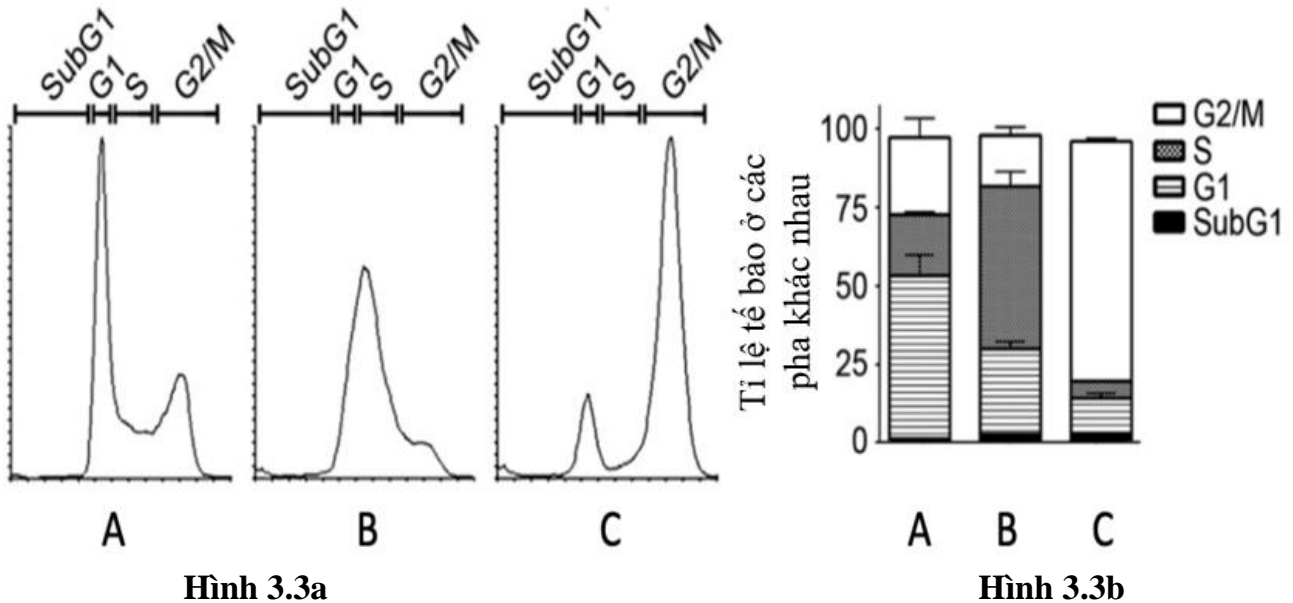 SubG1 G1 S G2/M
SubG1 G1 S G2/M
SubG1 G1 S G2/M
A
B
C
Hình 3.3a
Tỉ lệ tế bào ở các
pha khác nhau
100
75
50
25
0
A
B
C
G2/M
S
G1
SubG1
Hình 3.3b